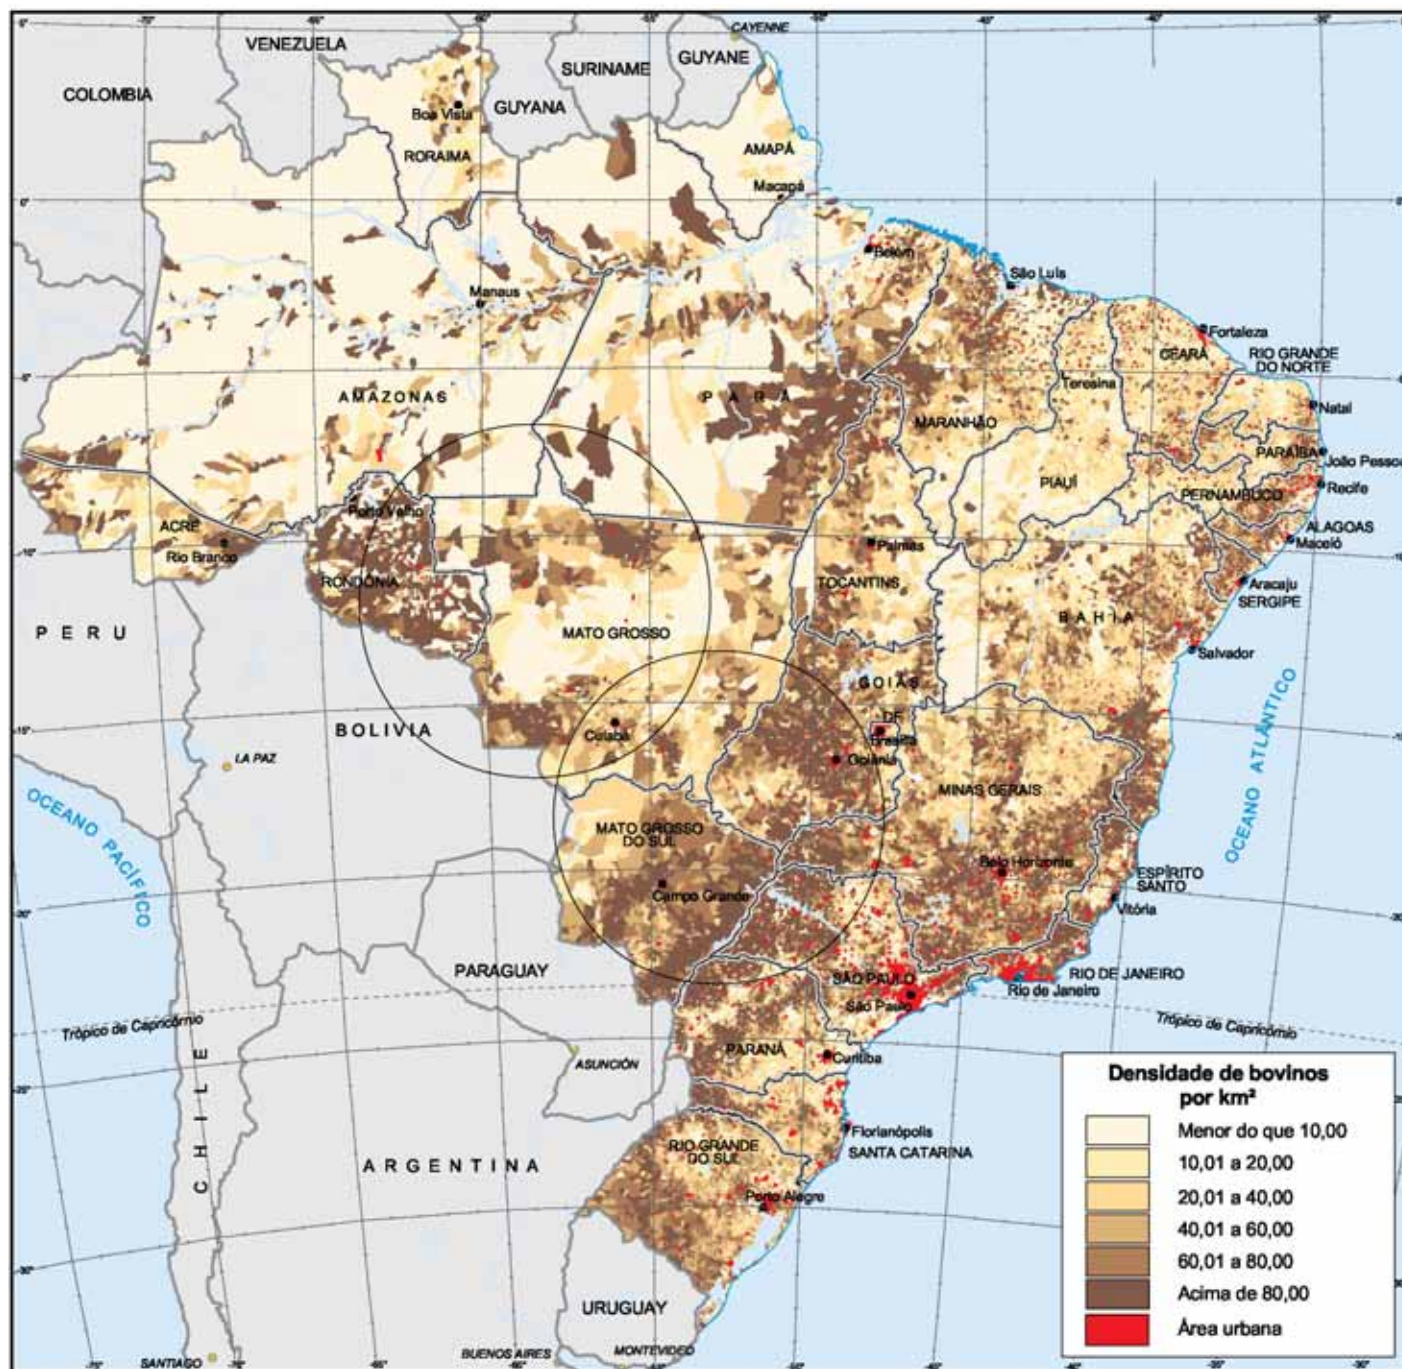 CAYENNE
VENEZUELA
GUYANE
SURINAME
COLOMBIA
GUYANA
Boa Vista
RORAIMA
AMAPÁ
Macapá
0°
Belém
São Luís
Manaus
Fortaleza
CEARÁ
RIO GRANDE
DO NORTE
Teresina
AMAZONAS
PARÁ
MARANHÃO
Natal
PARAÍBA
João Pessoa
PIAUÍ
PERNAMBUCO
Recife
Porto Velho
ACRE
Rio Branco
ALAGOAS
Maceió
Palmas
RONDÔNIA
TOCANTINS
Aracaju
SERGIPE
BAHIA
PERU
MATO GROSSO
Salvador
GOIÁS
BOLIVIA
Cuiabá
DF
Brasília
Goiânia
LA PAZ
OCEANO ATLÂNTICO
MINAS GERAIS
OCEANO PACÍFICO
MATO GROSSO
DO SUL
Belo Horizonte
ESPÍRITO
SANTO
Campo Grande
Vitória
PARAGUAY
SÃO PAULO
RIO DE JANEIRO
Rio de Janeiro
São Paulo
Trópico de Capricórnio
Trópico de Capricórnio
CHILE
ASUNCIÓN
PARANÁ
Curitiba
Densidade de bovinos
por km²
Menor do que 10,00
10,01 a 20,00
20,01 a 40,00
40,01 a 60,00
60,01 a 80,00
Acima de 80,00
Área urbana
Florianópolis
SANTA CATARINA
RIO GRANDE
DO SUL
ARGENTINA
Porto Alegre
URUGUAY
BUENOS AIRES
MONTEVIDEO
SANTIAGO